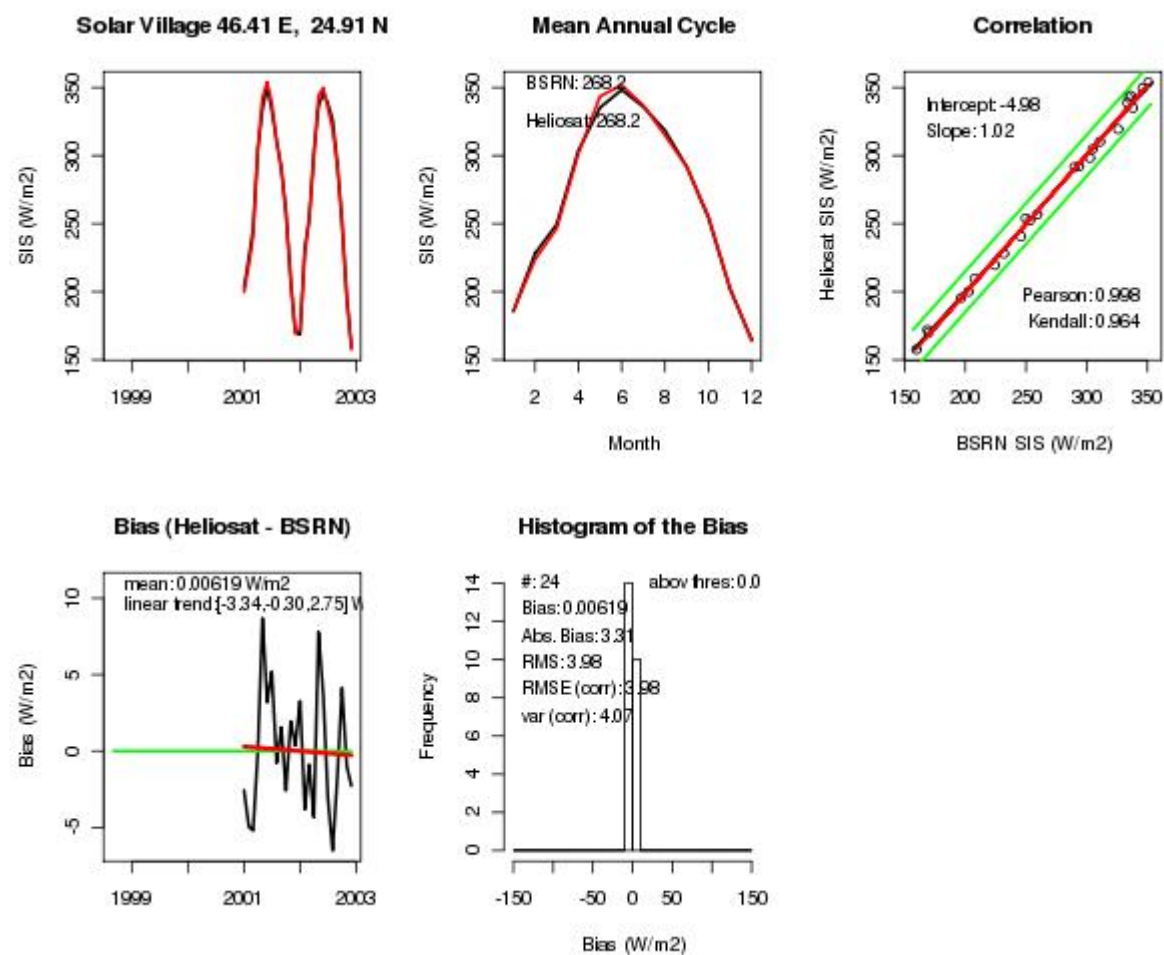 Solar Village 46.41 E, 24.91 N
SIS (W/m2)
150 200 250 300 350
1999 2001 2003
Mean Annual Cycle
BSRN: 268.2
Heliosat: 268.2
SIS (W/m2)
150 200 250 300 350
2 4 6 8 10 12
Month
Correlation
Intercept: -4.98
Slope: 1.02
Pearson: 0.998
Kendall: 0.964
Heliosat SIS (W/m2)
150 200 250 300 350
150 200 250 300 350
BSRN SIS (W/m2)
Bias (Heliosat - BSRN)
mean: 0.00619 W/m2
linear trend: [-3.34,-0.30,2.75] W
Bias (W/m2)
-5 0 5 10
1999 2001 2003
Histogram of the Bias
#: 24 abov thres: 0.0
Bias: 0.00619
Abs. Bias: 3.31
RMS: 3.98
RMSE (corr): 3.98
var (corr): 4.07
Frequency
0 2 4 6 8 10 12 14
-150 -50 0 50 150
Bias (W/m2)